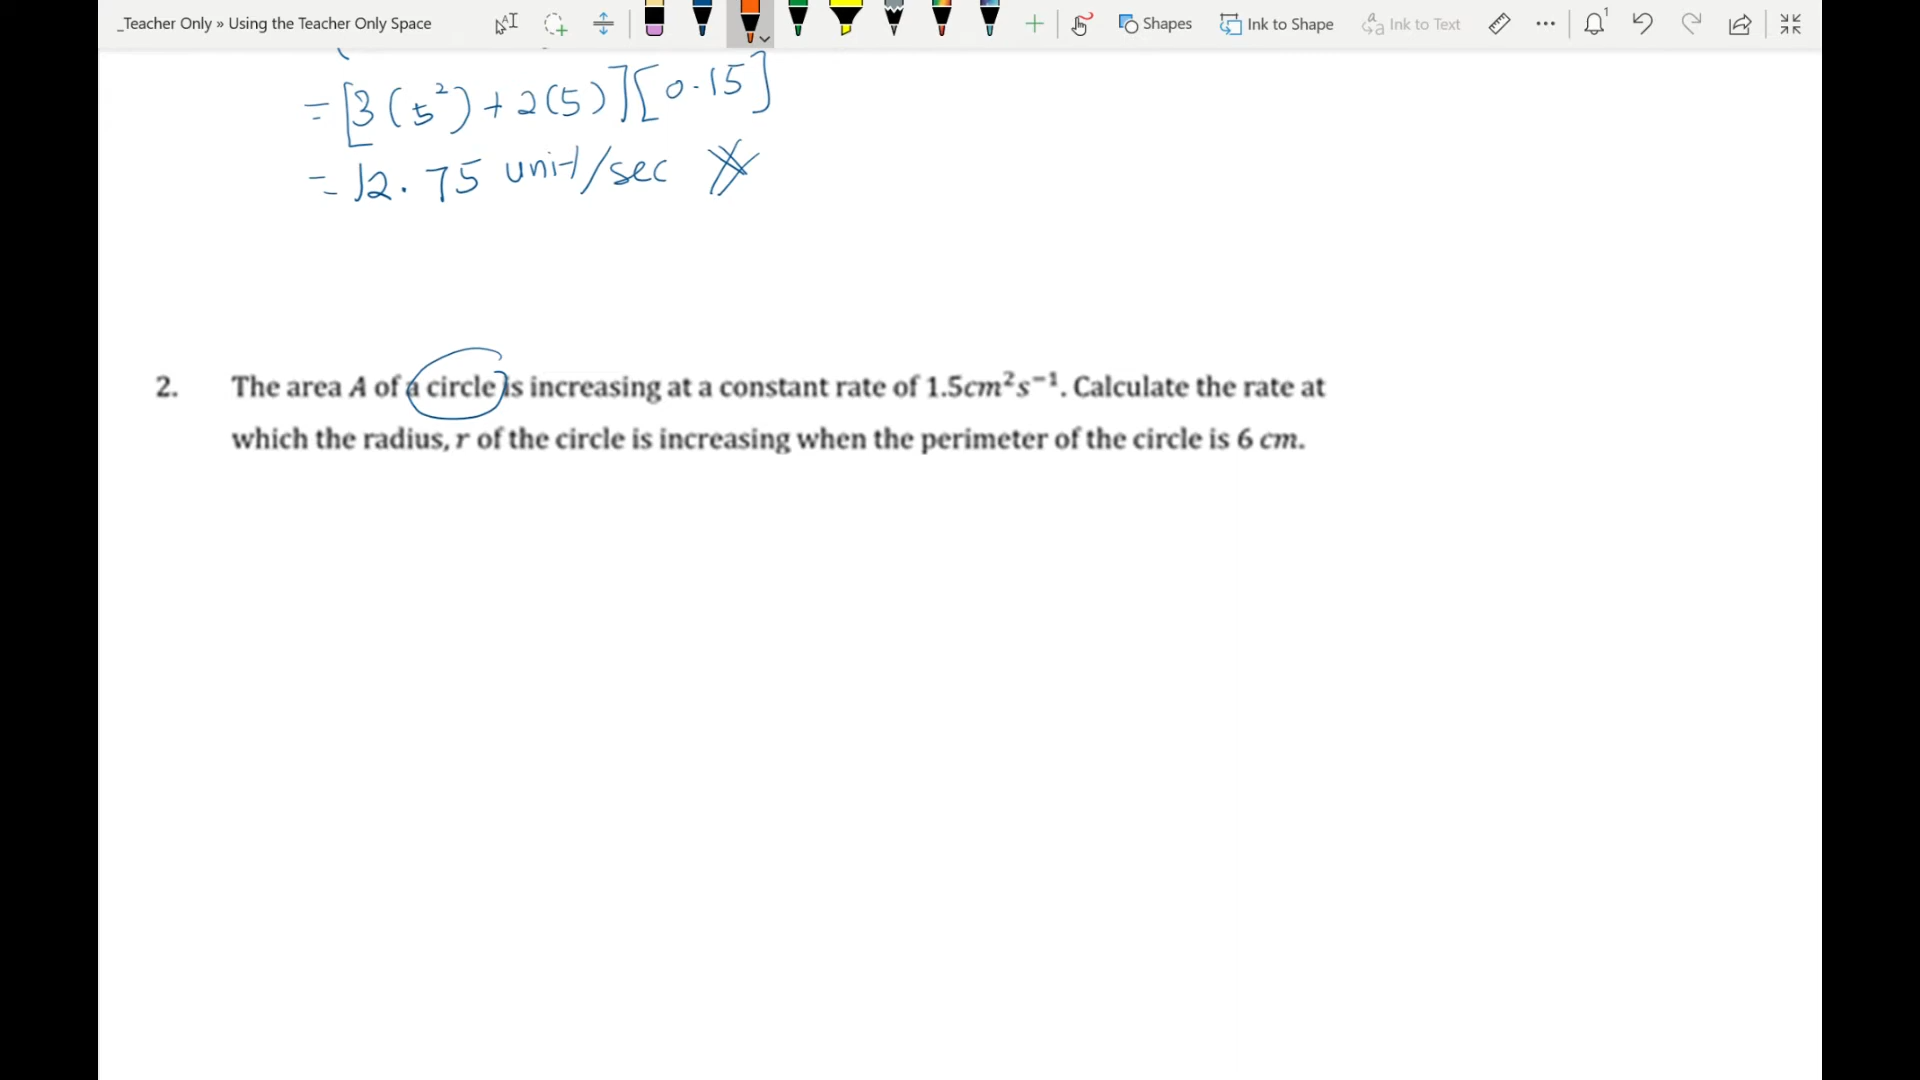 _Teacher Only » Using the Teacher Only Space
Shapes
Ink to Shape
Ink to Text
1
= [3(5²) + 2(5)][0.15]
= 12.75 unit/sec
2. The area A of a circle is increasing at a constant rate of 1.5cm²s⁻¹. Calculate the rate at
which the radius, r of the circle is increasing when the perimeter of the circle is 6 cm.